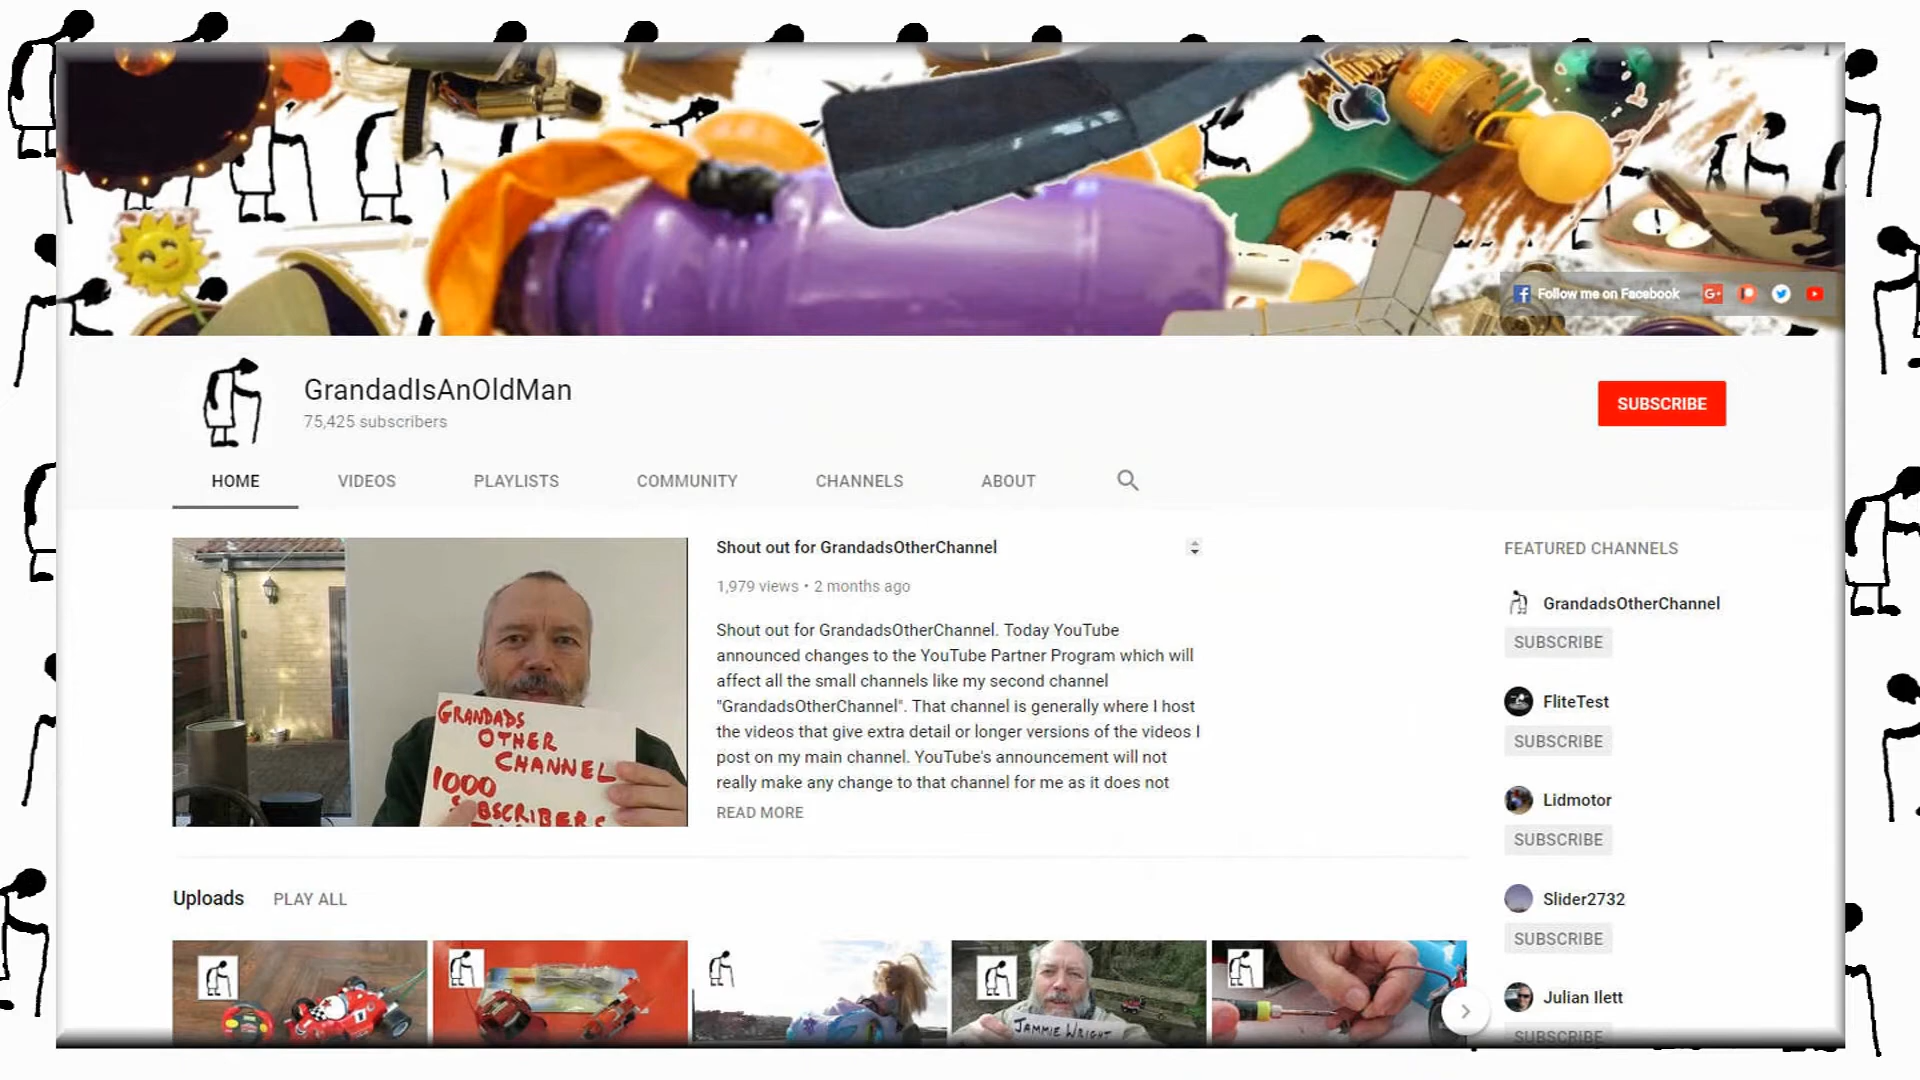 Follow me on Facebook
GrandadIsAnOldMan
75,425 subscribers
SUBSCRIBE
HOME
VIDEOS
PLAYLISTS
COMMUNITY
CHANNELS
ABOUT
GRANDADS
OTHER
CHANNEL
1000
SUBSCRIBERS
Shout out for GrandadsOtherChannel
1,979 views • 2 months ago
Shout out for GrandadsOtherChannel. Today YouTube
announced changes to the YouTube Partner Program which will
affect all the small channels like my second channel
"GrandadsOtherChannel". That channel is generally where I host
the videos that give extra detail or longer versions of the videos I
post on my main channel. YouTube's announcement will not
really make any change to that channel for me as it does not
READ MORE
FEATURED CHANNELS
GrandadsOtherChannel
SUBSCRIBE
FliteTest
SUBSCRIBE
Lidmotor
SUBSCRIBE
Slider2732
SUBSCRIBE
Julian Ilett
SUBSCRIBE
Uploads
PLAY ALL
JAMMIE WRIGHT